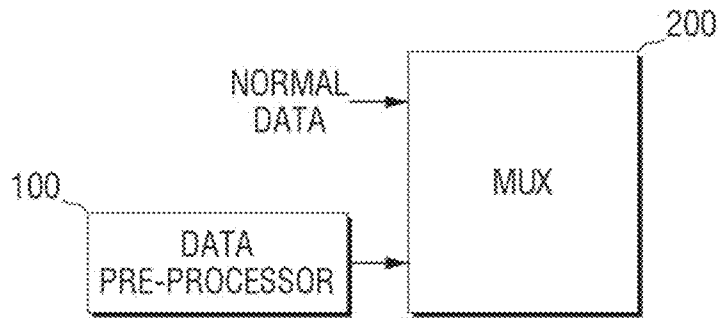 200
NORMAL
DATA
MUX
100
DATA
PRE-PROCESSOR